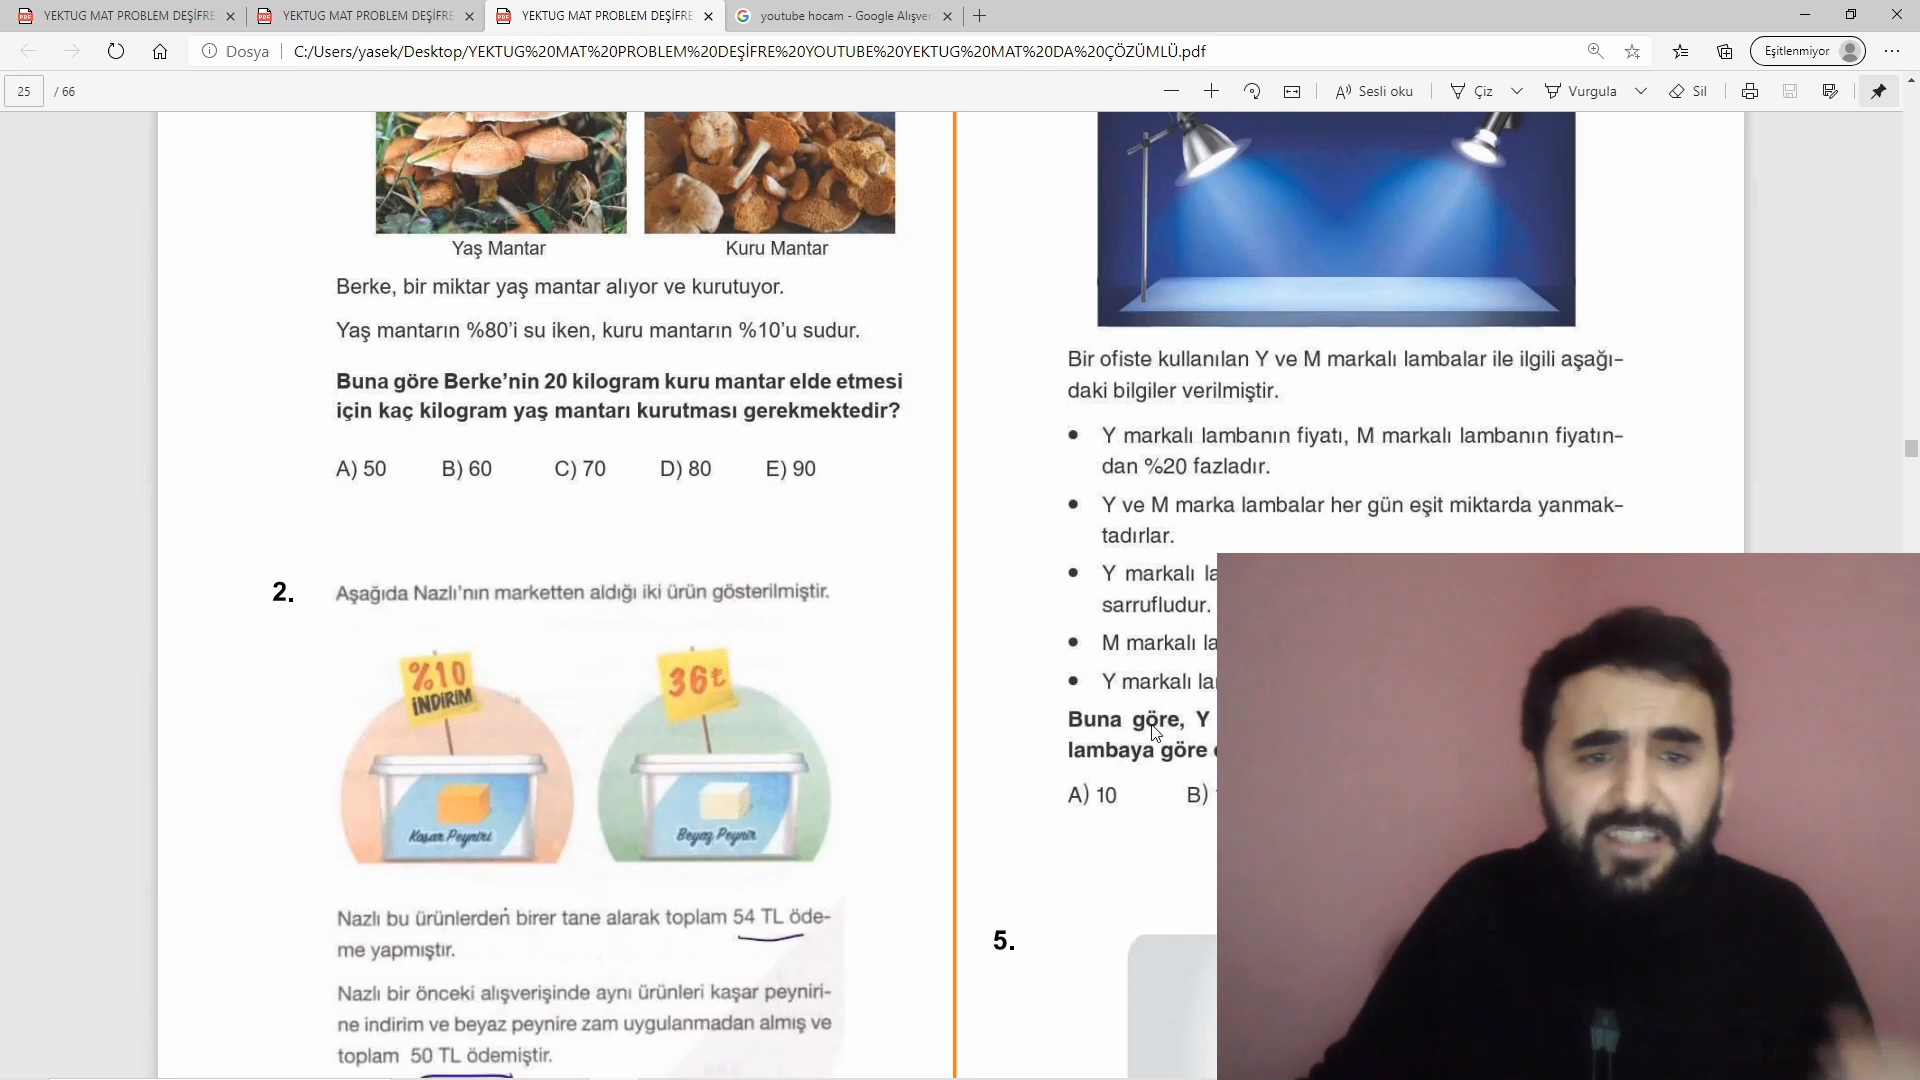 YEKTUG MAT PROBLEM DEŞİFRE
YEKTUG MAT PROBLEM DEŞİFRE
YEKTUG MAT PROBLEM DEŞİFRE
youtube hocam - Google Alışver
Dosya
C:/Users/yasek/Desktop/YEKTUG%20MAT%20PROBLEM%20DEŞİFRE%20YOUTUBE%20YEKTUG%20MAT%20DA%20ÇÖZÜMLÜ.pdf
Eşitlenmiyor
25 / 66
Sesli oku
Çiz
Vurgula
Sil
Yaş Mantar
Kuru Mantar
Berke, bir miktar yaş mantar alıyor ve kurutuyor.
Yaş mantarın %80’i su iken, kuru mantarın %10’u sudur.
Buna göre Berke’nin 20 kilogram kuru mantar elde etmesi
için kaç kilogram yaş mantarı kurutması gerekmektedir?
A) 50 B) 60 C) 70 D) 80 E) 90
2. Aşağıda Nazlı’nın marketten aldığı iki ürün gösterilmiştir.
%10
İNDİRİM
36₺
Kaşar Peyniri
Beyaz Peynir
Nazlı bu ürünlerden birer tane alarak toplam 54 TL öde-
me yapmıştır.
Nazlı bir önceki alışverişinde aynı ürünleri kaşar peyniri-
ne indirim ve beyaz peynire zam uygulanmadan almış ve
toplam 50 TL ödemiştir.
Bir ofiste kullanılan Y ve M markalı lambalar ile ilgili aşağı-
daki bilgiler verilmiştir.
• Y markalı lambanın fiyatı, M markalı lambanın fiyatın-
dan %20 fazladır.
• Y ve M marka lambalar her gün eşit miktarda yanmak-
tadırlar.
• Y markalı la
sarrufludur.
• M markalı la
• Y markalı la
Buna göre, Y
lambaya göre
A) 10 B)
5.